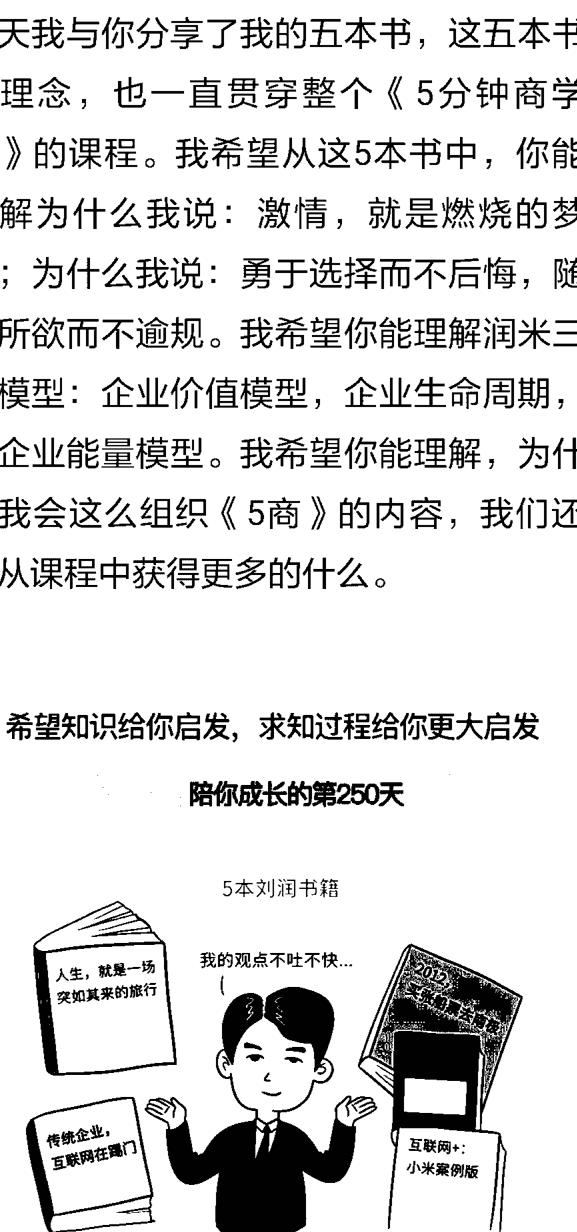 天我与你分享了我的五本书，这五本书
理念，也一直贯穿整个《5分钟商学
》的课程。我希望从这5本书中，你能
解为什么我说：激情，就是燃烧的梦
；为什么我说：勇于选择而不后悔，随
所欲而不逾规。我希望你能理解润米三
模型：企业价值模型，企业生命周期，
企业能量模型。我希望你能理解，为什
我会这么组织《5商》的内容，我们还
从课程中获得更多的什么。
希望知识给你启发，求知过程给你更大启发
陪你成长的第250天
5本刘润书籍
我的观点不吐不快...
人生，就是一场
突如其来的旅行
2012，
买张船票去南极
传统企业，
互联网在踢门
互联网+：
小米案例版